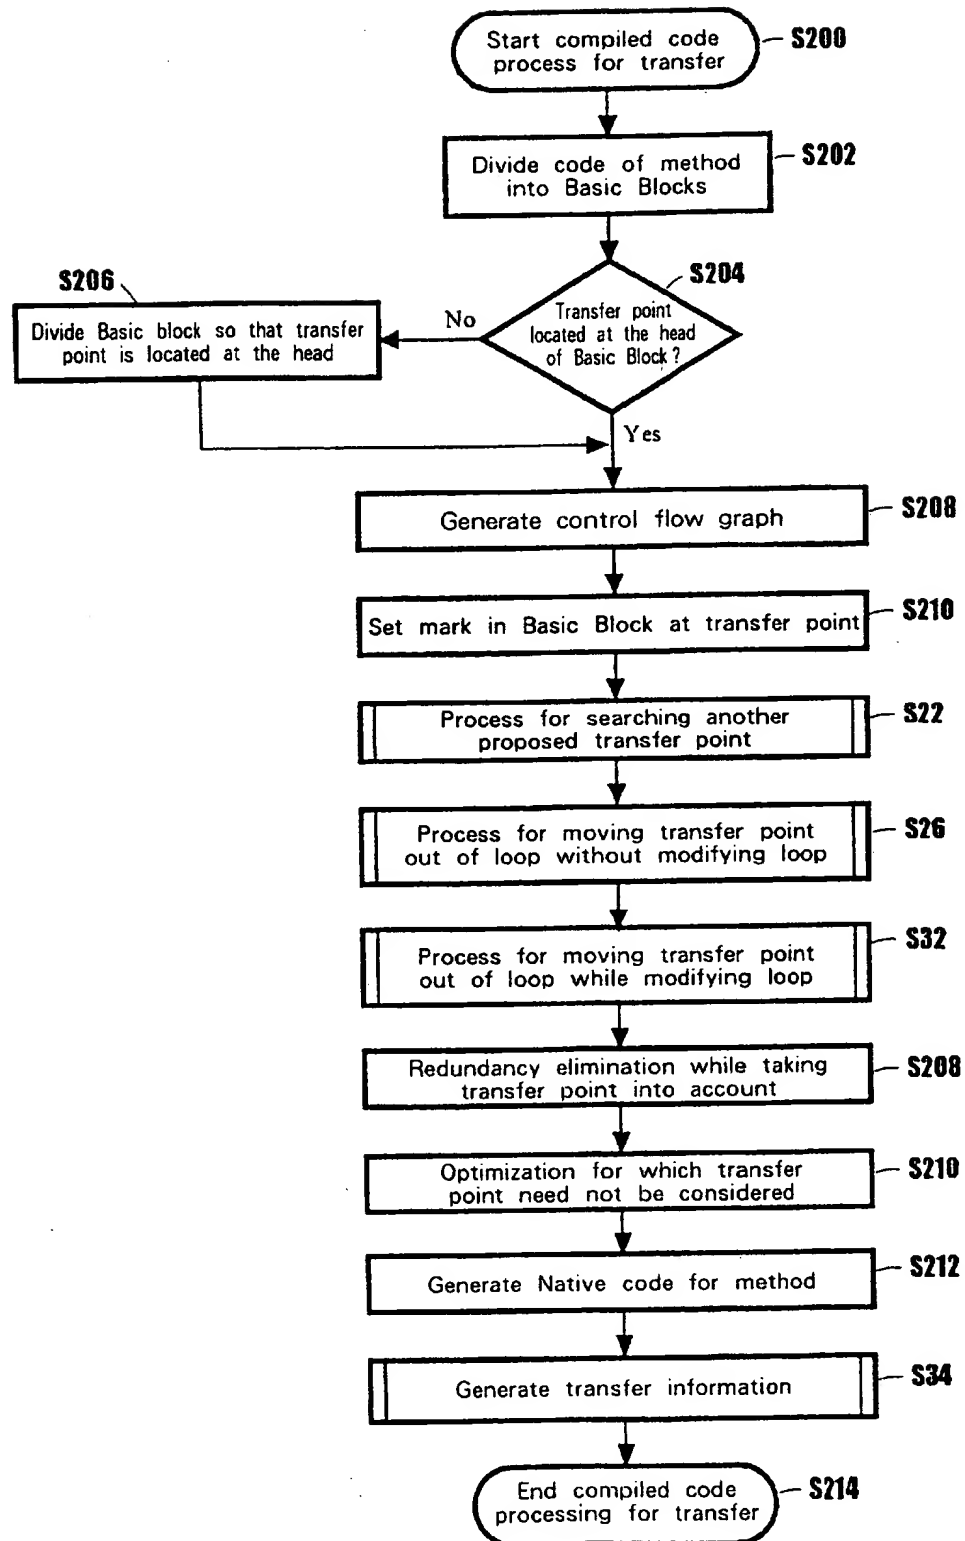 Start compiled code
process for transfer
S200
Divide code of method
into Basic Blocks
S202
S204
Transfer point
located at the head
of Basic Block?
No
S206
Divide Basic block so that transfer
point is located at the head
Yes
Generate control flow graph
S208
Set mark in Basic Block at transfer point
S210
Process for searching another
proposed transfer point
S22
Process for moving transfer point
out of loop without modifying loop
S26
Process for moving transfer point
out of loop while modifying loop
S32
Redundancy elimination while taking
transfer point into account
S208
Optimization for which transfer
point need not be considered
S210
Generate Native code for method
S212
Generate transfer information
S34
End compiled code
processing for transfer
S214